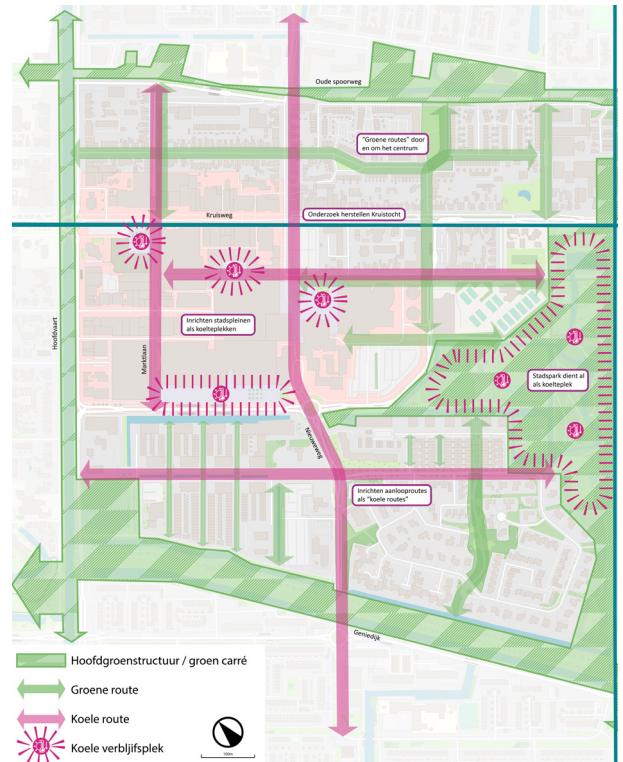 Oude spoorweg
"Groene routes" door
en om het centrum
Kruisweg
Onderzoek herstellen Kruistocht
Inrichten stadspleinen
als koelteplekken
Hoofdvaart
Marktlaan
Stadspark dient al
als koelteplek
Nieuweweg
Inrichten aanlooproutes
als "koele routes"
Geniedijk
Hoofdgroenstructuur / groen carré
Groene route
Koele route
Koele verblijfsplek
100m